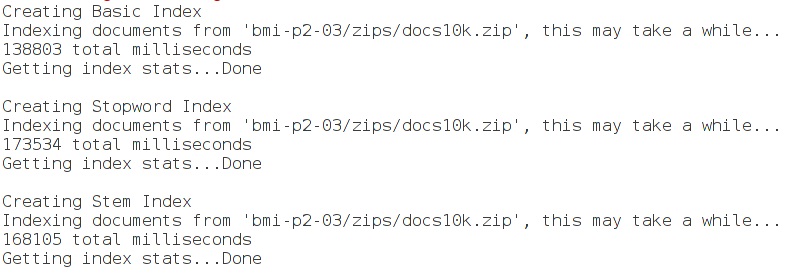 Creating Basic Index
Indexing documents from 'bmi-p2-03/zips/docs10k.zip', this may take a while...
138803 total milliseconds
Getting index stats...Done
Creating Stopword Index
Indexing documents from 'bmi-p2-03/zips/docs10k.zip', this may take a while...
173534 total milliseconds
Getting index stats...Done
Creating Stem Index
Indexing documents from 'bmi-p2-03/zips/docs10k.zip', this may take a while...
168105 total milliseconds
Getting index stats...Done